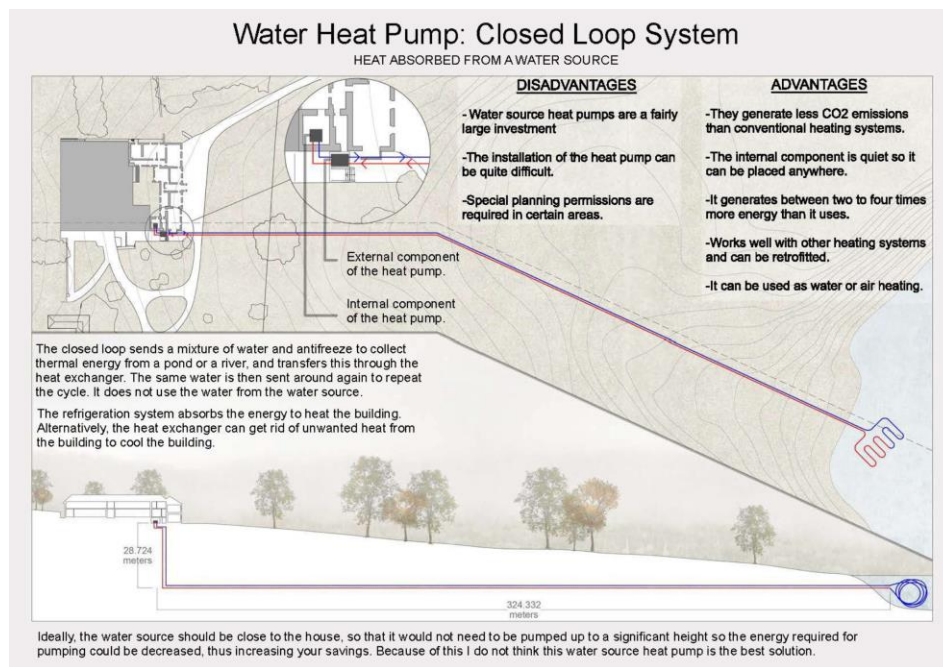 Water Heat Pump: Closed Loop System
HEAT ABSORBED FROM A WATER SOURCE
DISADVANTAGES
- Water source heat pumps are a fairly
large investment
-The installation of the heat pump can
be quite difficult.
-Special planning permissions are
required in certain areas.
ADVANTAGES
-They generate less CO2 emissions
than conventional heating systems.
-The internal component is quiet so it
can be placed anywhere.
-It generates between two to four times
more energy than it uses.
-Works well with other heating systems
and can be retrofitted.
-It can be used as water or air heating.
External component
of the heat pump.
Internal component
of the heat pump.
The closed loop sends a mixture of water and antifreeze to collect
thermal energy from a pond or a river, and transfers this through the
heat exchanger. The same water is then sent around again to repeat
the cycle. It does not use the water from the water source.
The refrigeration system absorbs the energy to heat the building.
Alternatively, the heat exchanger can get rid of unwanted heat from
the building to cool the building.
28.724
meters
324.332
meters
Ideally, the water source should be close to the house, so that it would not need to be pumped up to a significant height so the energy required for
pumping could be decreased, thus increasing your savings. Because of this I do not think this water source heat pump is the best solution.